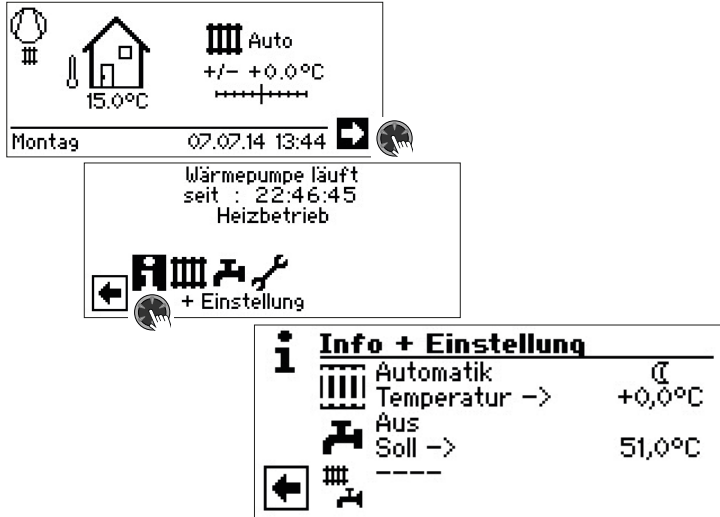 Auto
+/- +0.0°C
15.0°C
Montag 07.07.14 13:44
Wärmepumpe läuft
seit : 22:46:45
Heizbetrieb
+ Einstellung
Info + Einstellung
Automatik
Temperatur -> +0,0°C
Aus
Soll -> 51,0°C
----